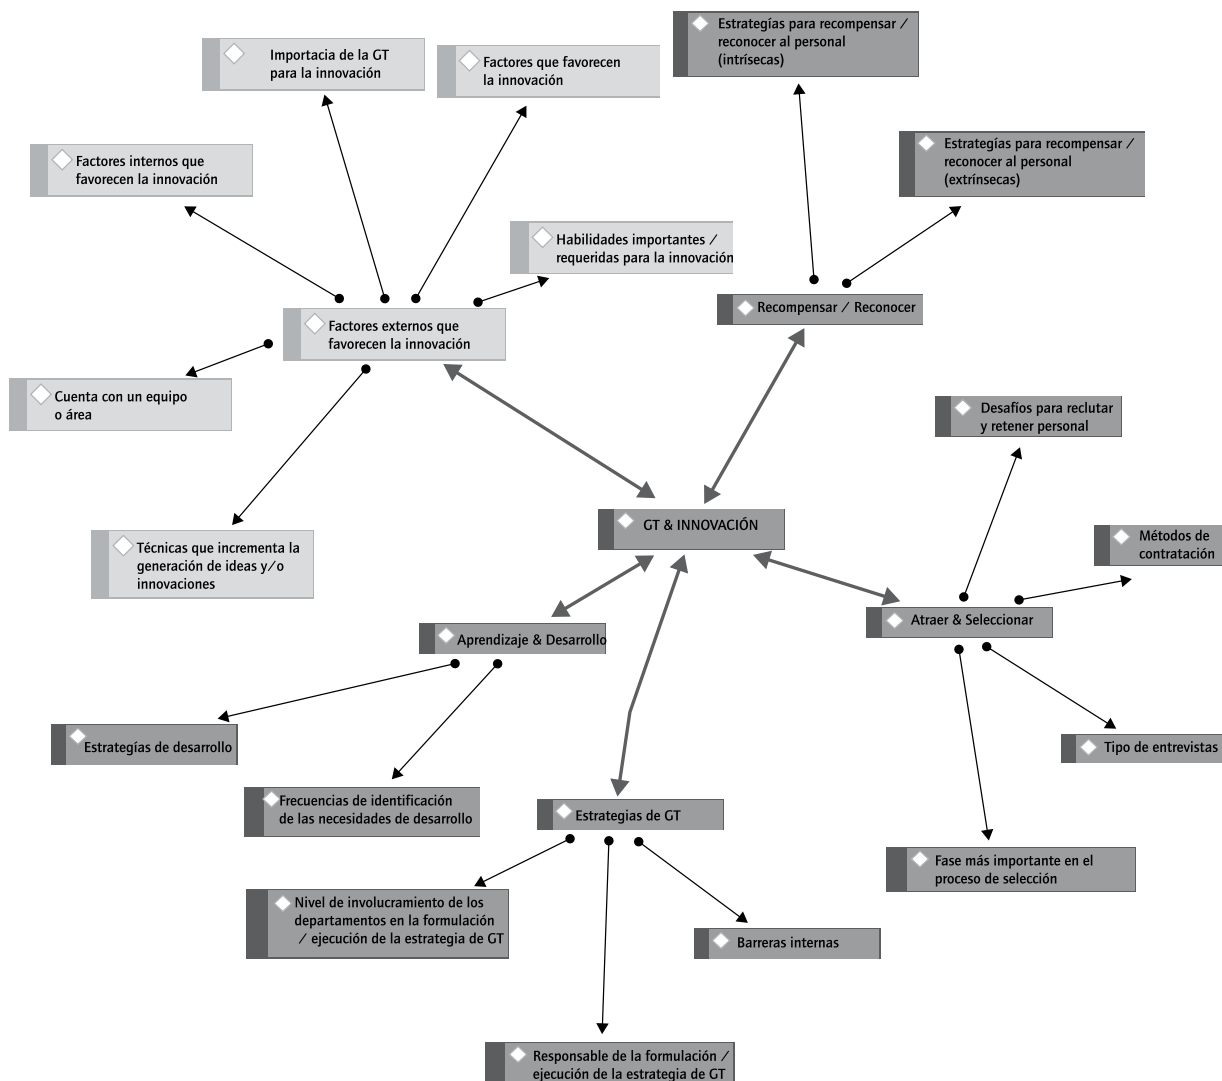 Estrategías para recompensar /
reconocer al personal
(intrísecas)
Importacia de la GT
para la innovación
Factores que favorecen
la innovación
Estrategías para recompensar /
reconocer al personal
(extrínsecas)
Factores internos que
favorecen la innovación
Habilidades importantes /
requeridas para la innovación
Recompensar / Reconocer
Factores externos que
favorecen la innovación
Cuenta con un equipo
o área
Desafíos para reclutar
y retener personal
GT & INNOVACIÓN
Métodos de
contratación
Técnicas que incrementa la
generación de ideas y/o
innovaciones
Atraer & Seleccionar
Aprendizaje & Desarrollo
Estrategías de desarrollo
Tipo de entrevistas
Frecuencias de identificación
de las necesidades de desarrollo
Estrategias de GT
Fase más importante en el
proceso de selección
Nivel de involucramiento de los
departamentos en la formulación
/ ejecución de la estrategia de GT
Barreras internas
Responsable de la formulación /
ejecución de la estrategia de GT